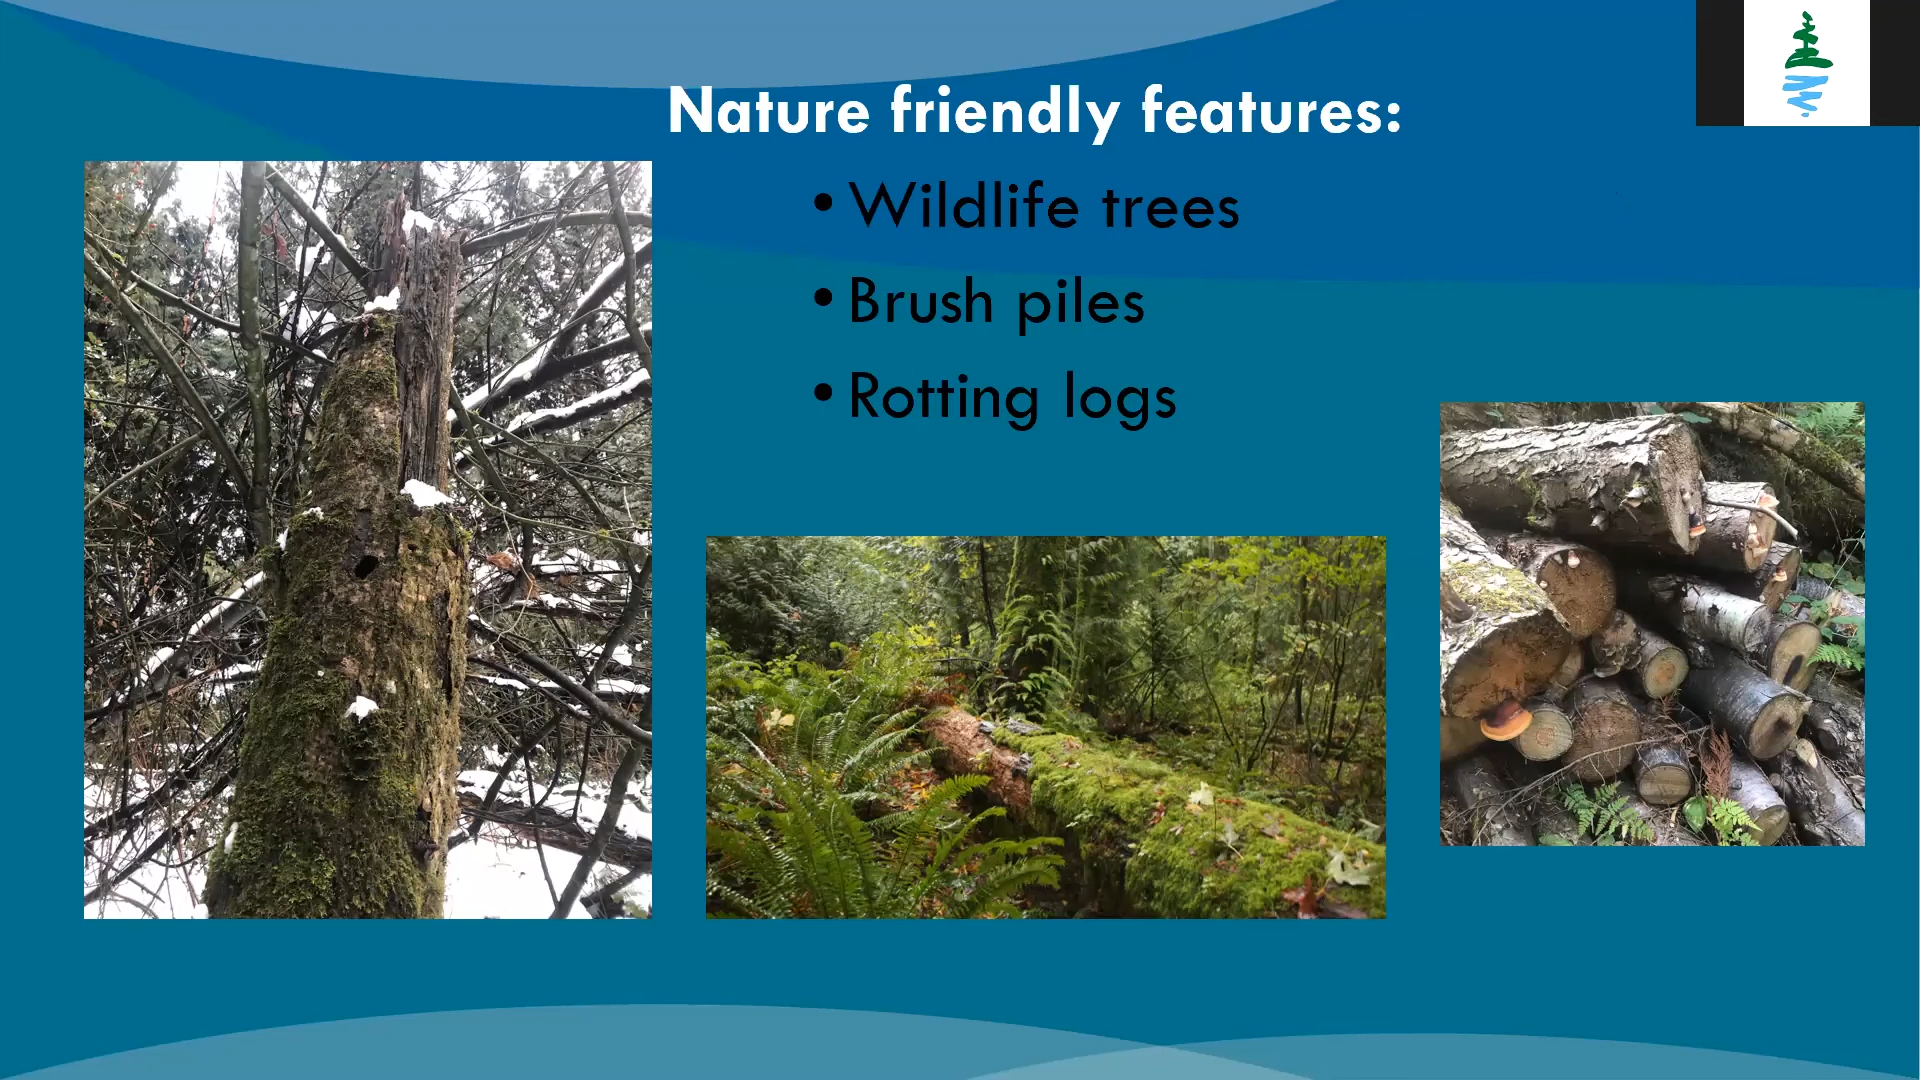 Nature friendly features:
• Wildlife trees
• Brush piles
• Rotting logs